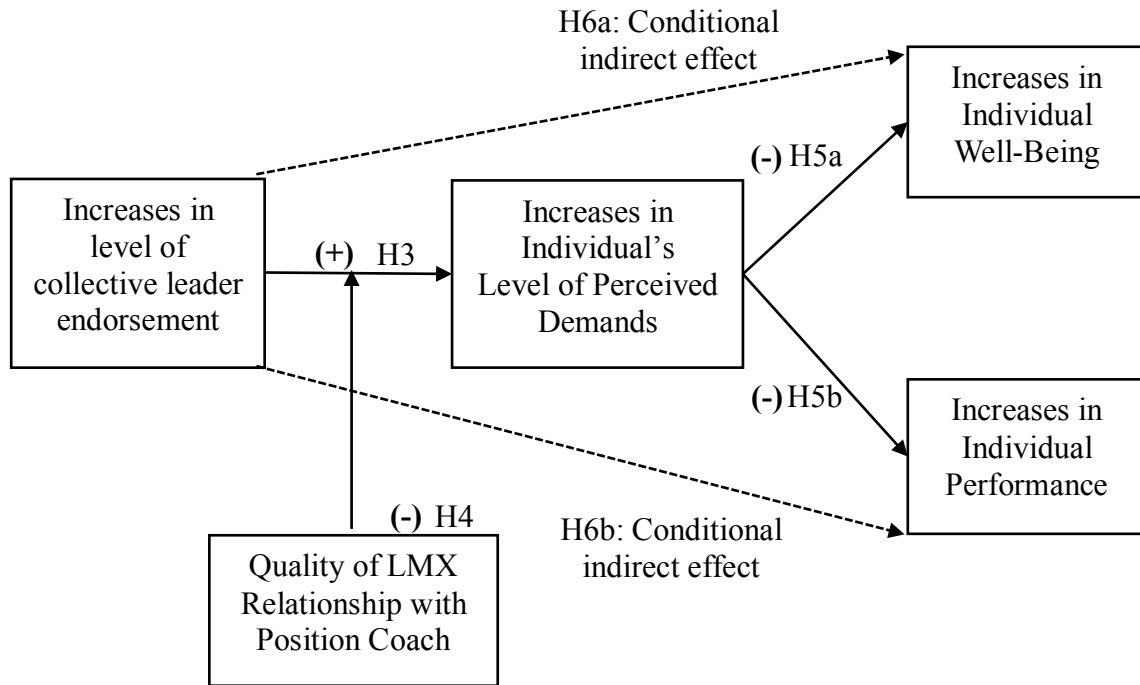 H6a: Conditional
indirect effect
Increases in
Individual
Well-Being
(-) H5a
Increases in
level of
collective leader
endorsement
(+) H3
Increases in
Individual’s
Level of Perceived
Demands
(-) H5b
Increases in
Individual
Performance
(-) H4
Quality of LMX
Relationship with
Position Coach
H6b: Conditional
indirect effect